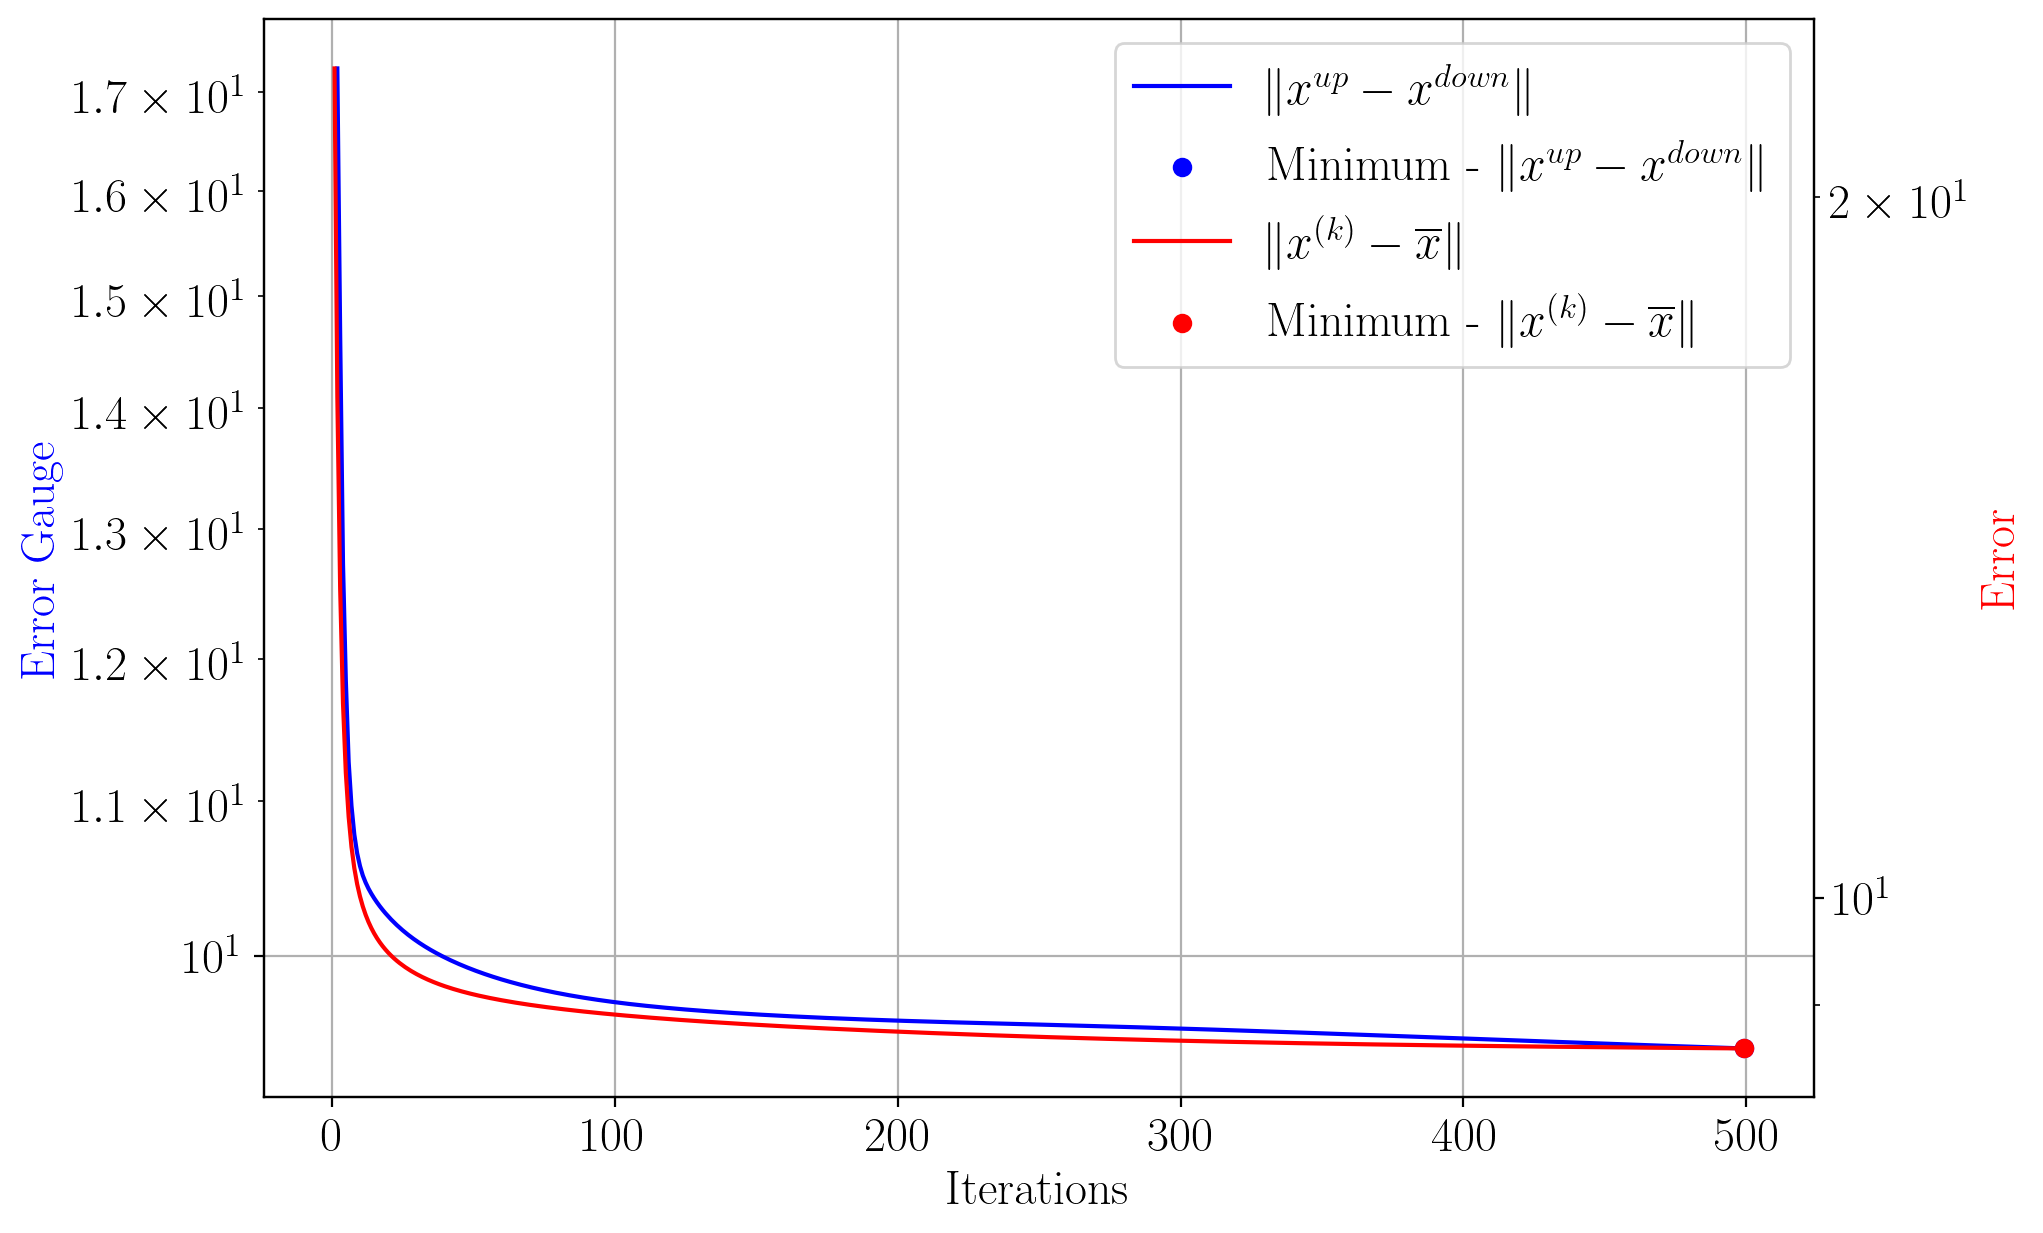 1.7 × 10¹
1.6 × 10¹
1.5 × 10¹
1.4 × 10¹
1.3 × 10¹
1.2 × 10¹
1.1 × 10¹
10¹
Error Gauge
‖x^{up} − x^{down}‖
Minimum - ‖x^{up} − x^{down}‖
‖x^{(k)} − x̅‖
Minimum - ‖x^{(k)} − x̅‖
2 × 10¹
10¹
Error
0 100 200 300 400 500
Iterations